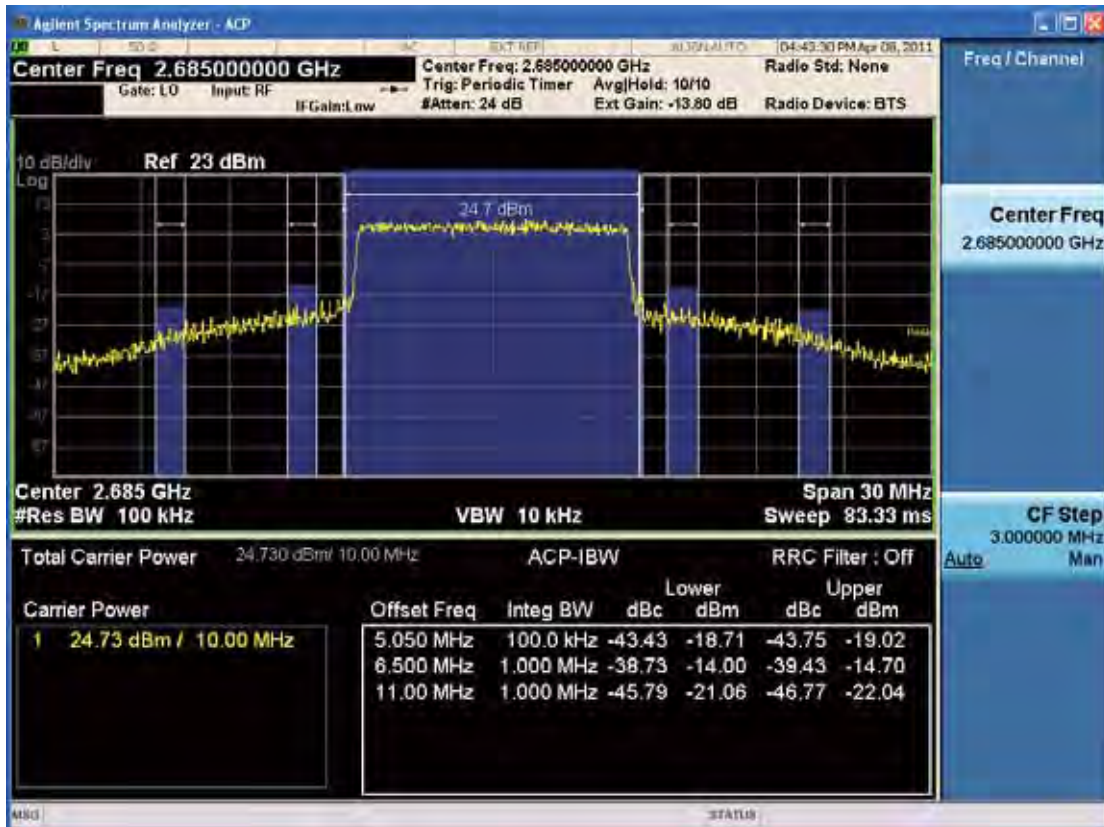 Agilent Spectrum Analyzer - ACP
L 50 Ω AC EXT REF ALIGN AUTO 04:43:30 PM Apr 08, 2011
Center Freq 2.685000000 GHz
Center Freq: 2.685000000 GHz Radio Std: None
Gate: LO Input: RF Trig: Periodic Timer Avg|Hold: 10/10
IFGain:Low #Atten: 24 dB Ext Gain: -13.80 dB Radio Device: BTS
Freq / Channel
10 dB/div Ref 23 dBm
Log
24.7 dBm
Center Freq
2.685000000 GHz
Center 2.685 GHz Span 30 MHz
#Res BW 100 kHz VBW 10 kHz Sweep 83.33 ms
CF Step
3.000000 MHz
Auto Man
Total Carrier Power 24.730 dBm/ 10.00 MHz ACP-IBW RRC Filter : Off
Lower Upper
Carrier Power Offset Freq Integ BW dBc dBm dBc dBm
1 24.73 dBm / 10.00 MHz 5.050 MHz 100.0 kHz -43.43 -18.71 -43.75 -19.02
6.500 MHz 1.000 MHz -38.73 -14.00 -39.43 -14.70
11.00 MHz 1.000 MHz -45.79 -21.06 -46.77 -22.04
MSG STATUS